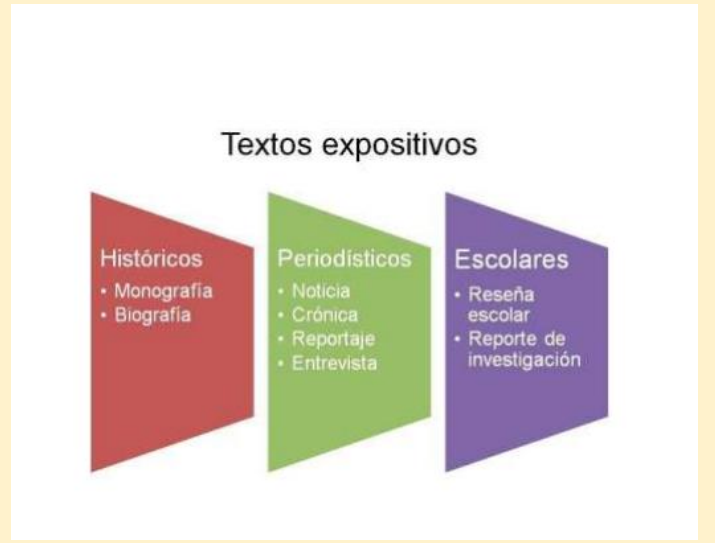 Textos expositivos
Históricos
• Monografía
• Biografía
Periodísticos
• Noticia
• Crónica
• Reportaje
• Entrevista
Escolares
• Reseña
escolar
• Reporte de
investigación